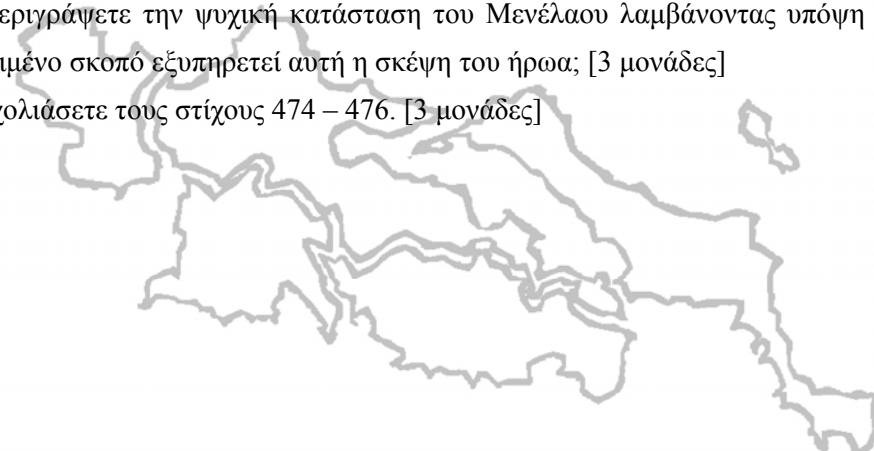 εριγράψετε την ψυχική κατάσταση του Μενέλαου λαμβάνοντας υπόψη
ιμένο σκοπό εξυπηρετεί αυτή η σκέψη του ήρωα; [3 μονάδες]
χολιάσετε τους στίχους 474 – 476. [3 μονάδες]